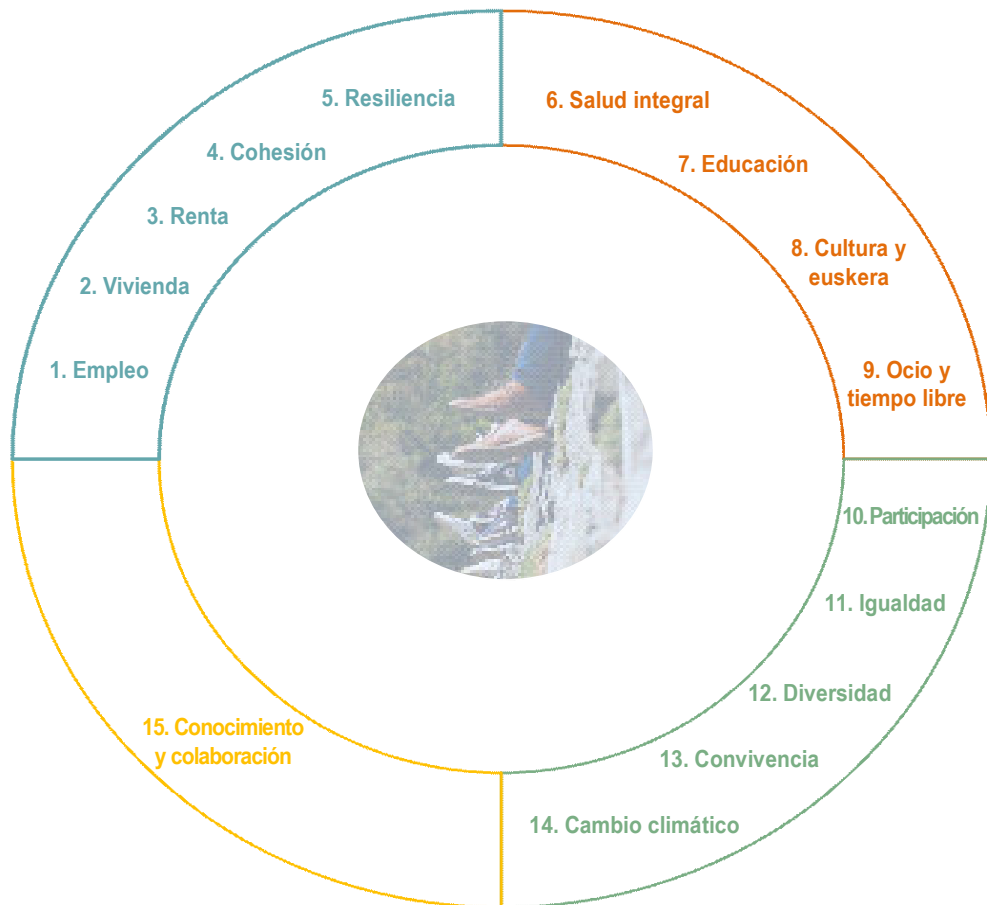 1. Empleo
2. Vivienda
3. Renta
4. Cohesión
5. Resiliencia
6. Salud integral
7. Educación
8. Cultura y
euskera
9. Ocio y
tiempo libre
10. Participación
11. Igualdad
12. Diversidad
13. Convivencia
14. Cambio climático
15. Conocimiento
y colaboración